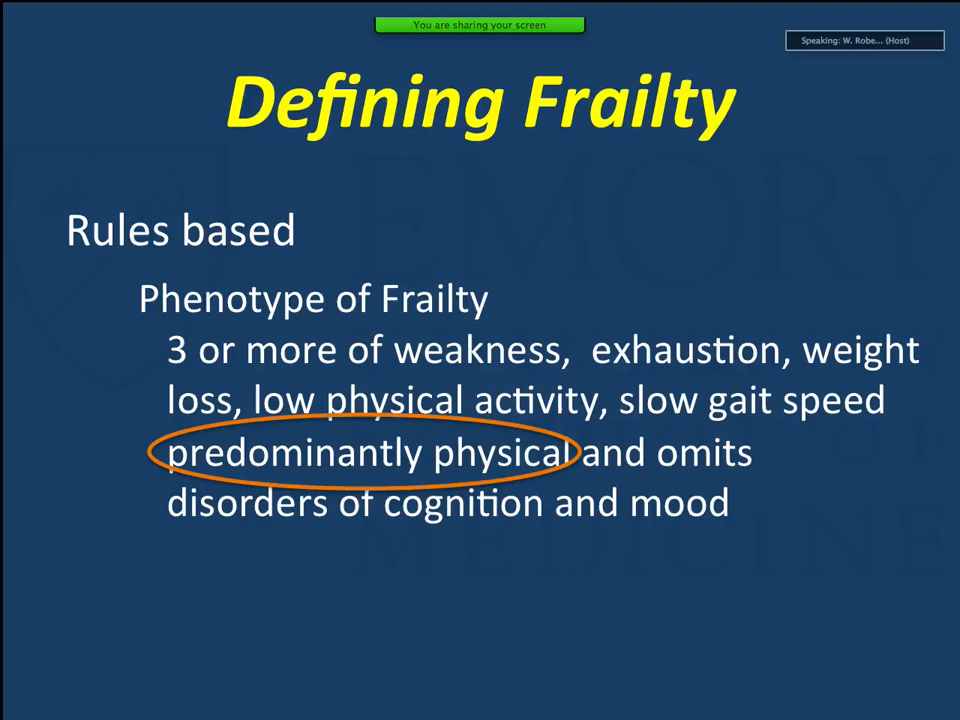 You are sharing your screen
Speaking: W. Robe... (Host)
Defining Frailty
EMORY
Rules based
Phenotype of Frailty
3 or more of weakness,  exhaustion, weight
loss, low physical activity, slow gait speed
predominantly physical and omits
disorders of cognition and mood
MEDICINE